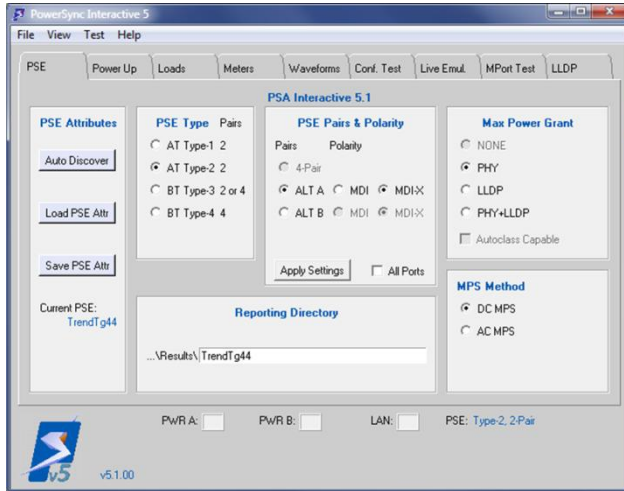 PowerSync Interactive 5
File View Test Help
PSE Power Up Loads Meters Waveforms Conf. Test Live Emul. MPort Test LLDP
PSA Interactive 5.1
PSE Attributes
Auto Discover
Load PSE Attr
Save PSE Attr
Current PSE:
TrendTg44
PSE Type Pairs
AT Type-1 2
AT Type-2 2
BT Type-3 2 or 4
BT Type-4 4
PSE Pairs & Polarity
Pairs Polarity
4-Pair
ALT A MDI MDI-X
ALT B MDI MDI-X
Apply Settings All Ports
Max Power Grant
NONE
PHY
LLDP
PHY+LLDP
Autoclass Capable
MPS Method
DC MPS
AC MPS
Reporting Directory
...\Results\ TrendTg44
PWR A: PWR B: LAN: PSE: Type-2, 2-Pair
v5
v5.1.00